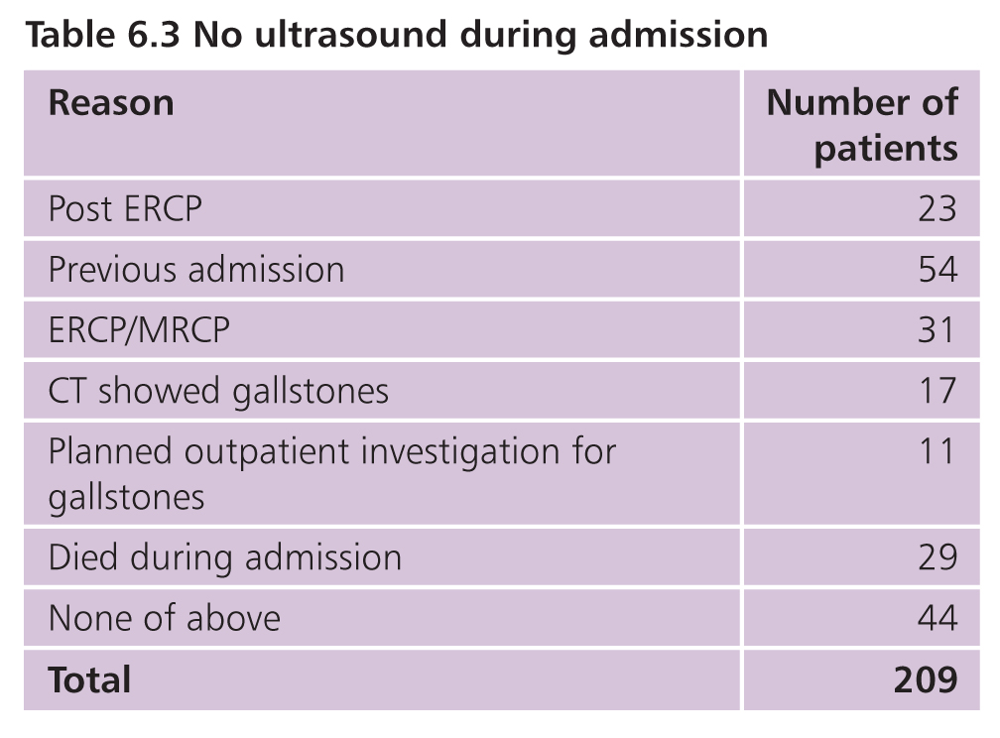 Table 6.3 No ultrasound during admission
Reason Number of
patients
Post ERCP 23
Previous admission 54
ERCP/MRCP 31
CT showed gallstones 17
Planned outpatient investigation for 11
gallstones
Died during admission 29
None of above 44
Total 209